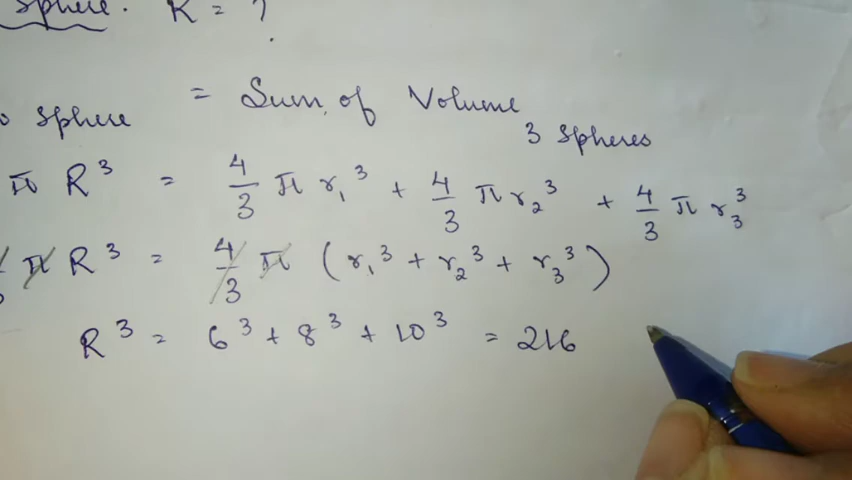 Sphere. R = ?
= Sum of Volume
sphere 3 spheres
π R³ = 4/3 π r₁³ + 4/3 π r₂³ + 4/3 π r₃³
π R³ = 4/3 π (r₁³ + r₂³ + r₃³)
R³ = 6³ + 8³ + 10³ = 216